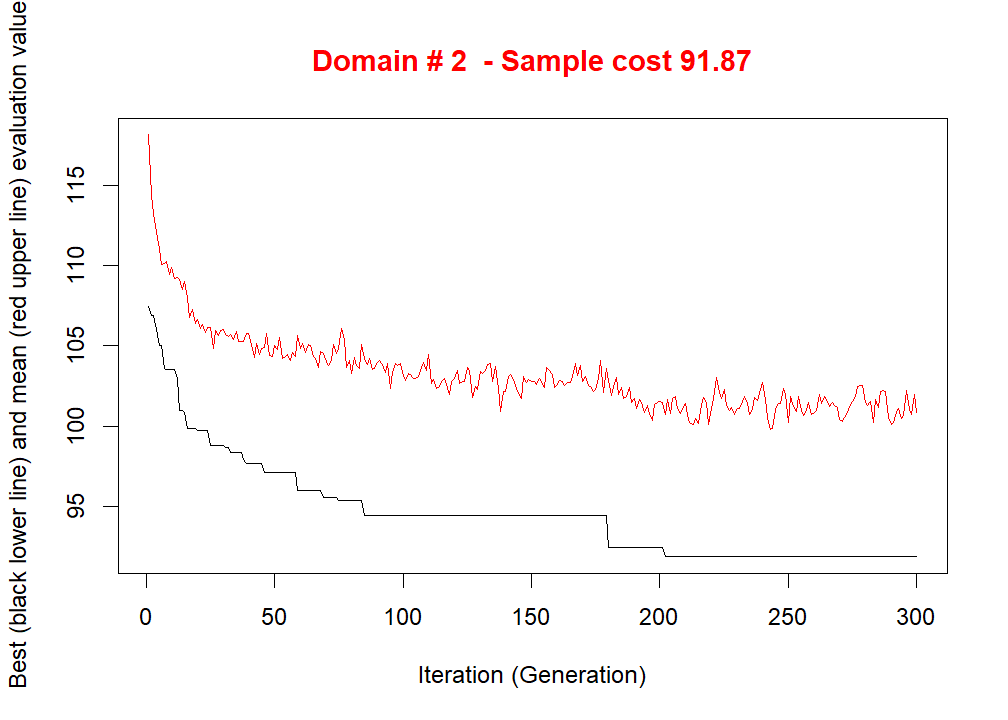 Domain # 2  - Sample cost 91.87
Best (black lower line) and mean (red upper line) evaluation value
115
110
105
100
95
0 50 100 150 200 250 300
Iteration (Generation)